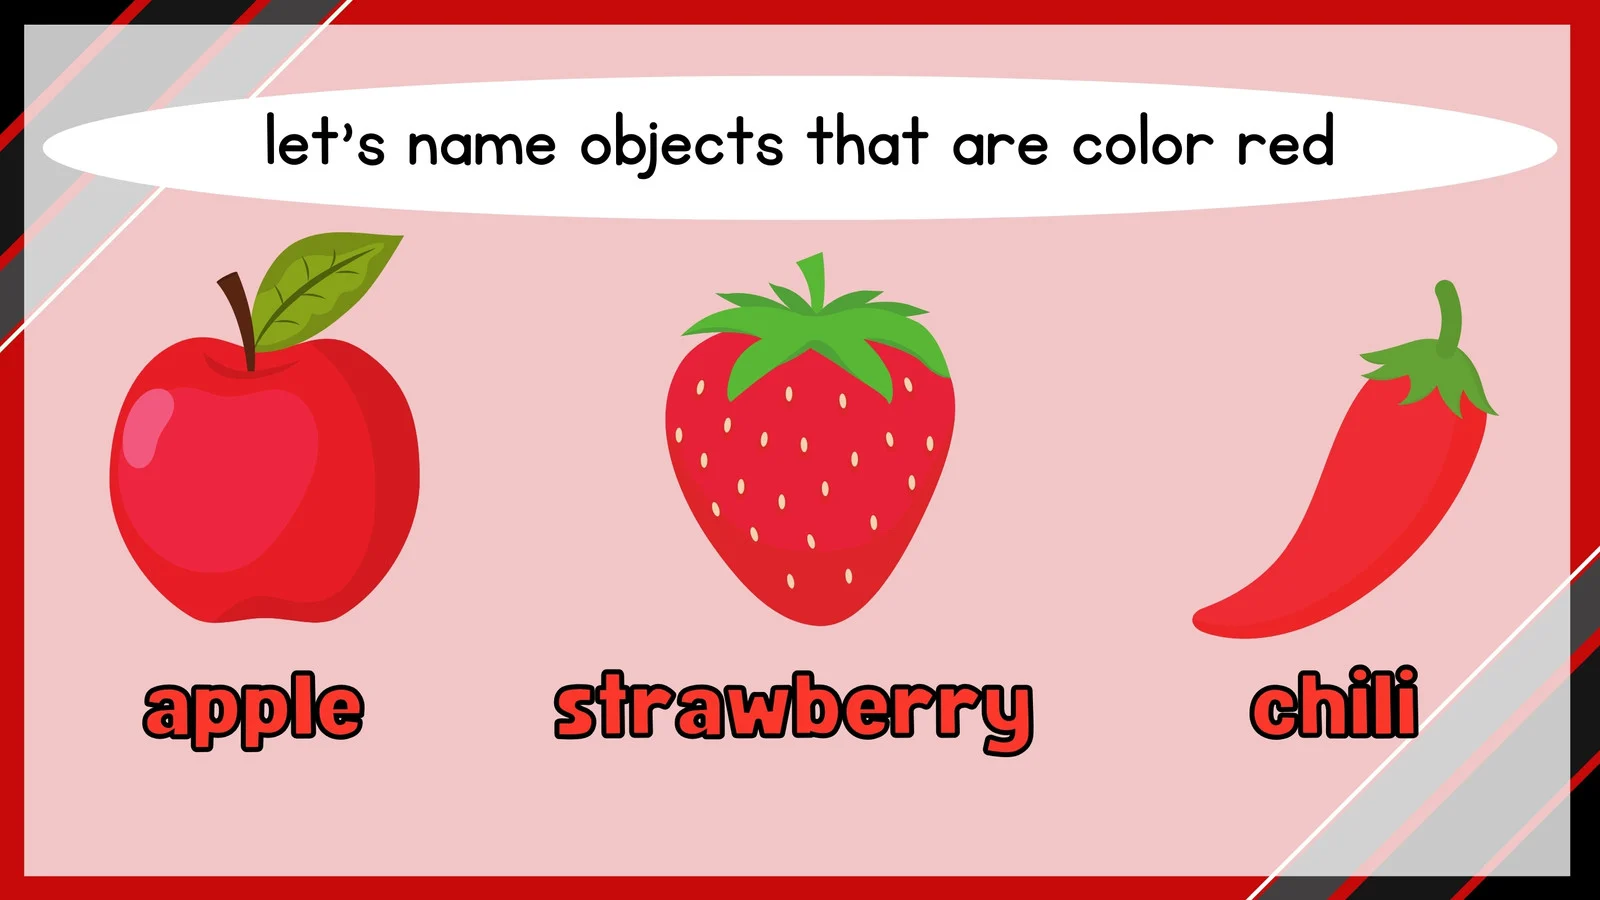 let's name objects that are color red
apple
strawberry
chili